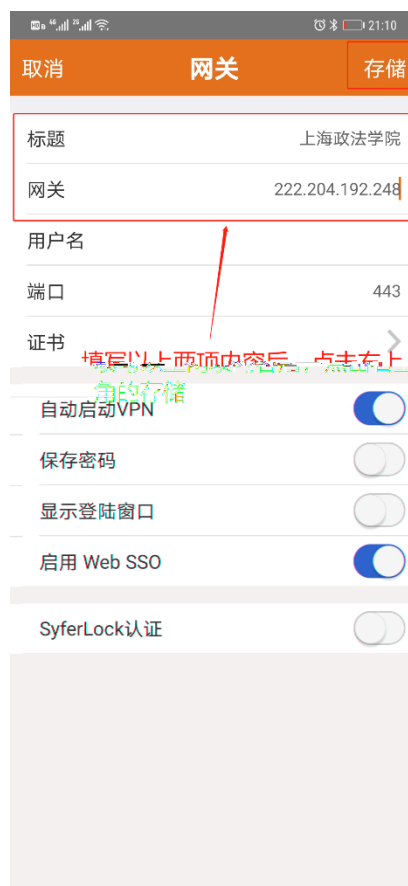 HD 46 26 21:10
取消 网关 存储
标题 上海政法学院
网关 222.204.192.248
用户名
端口 443
证书
填写以上两项内容后，点击右上
角的存储
自动启动VPN
保存密码
显示登陆窗口
启用 Web SSO
SyferLock认证